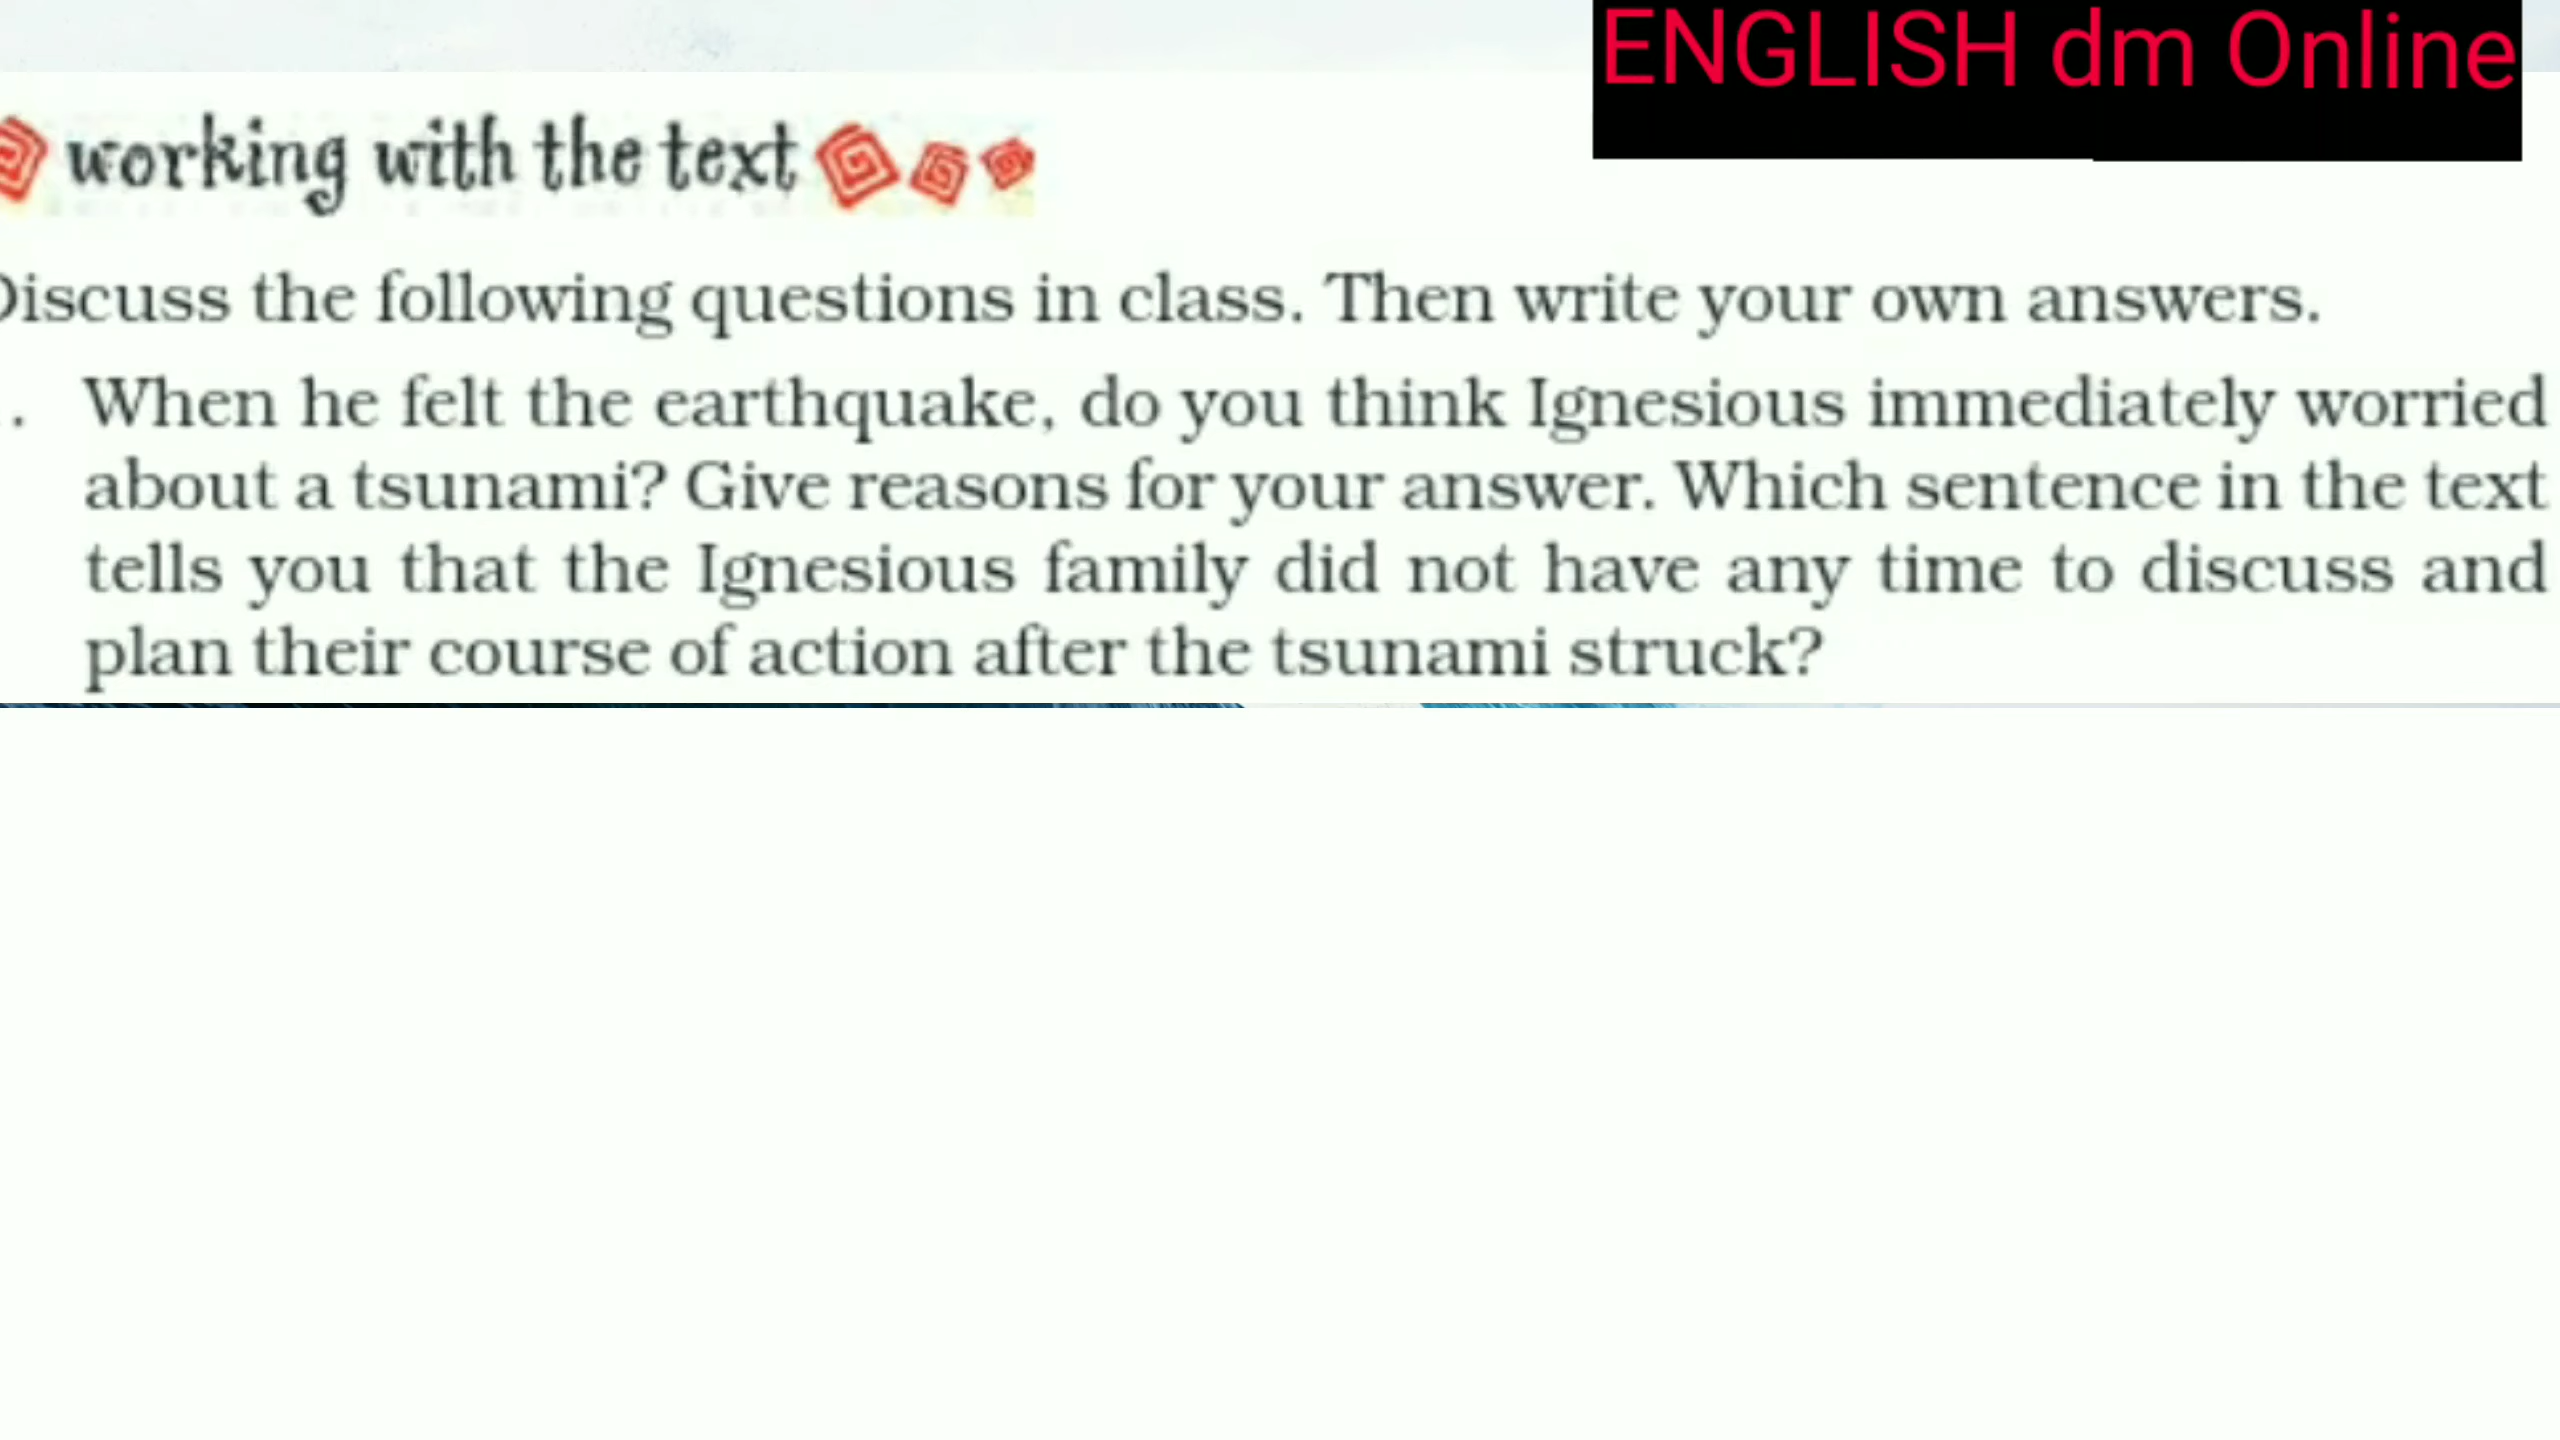 ENGLISH dm Online
working with the text
Discuss the following questions in class. Then write your own answers.
. When he felt the earthquake, do you think Ignesious immediately worried
about a tsunami? Give reasons for your answer. Which sentence in the text
tells you that the Ignesious family did not have any time to discuss and
plan their course of action after the tsunami struck?